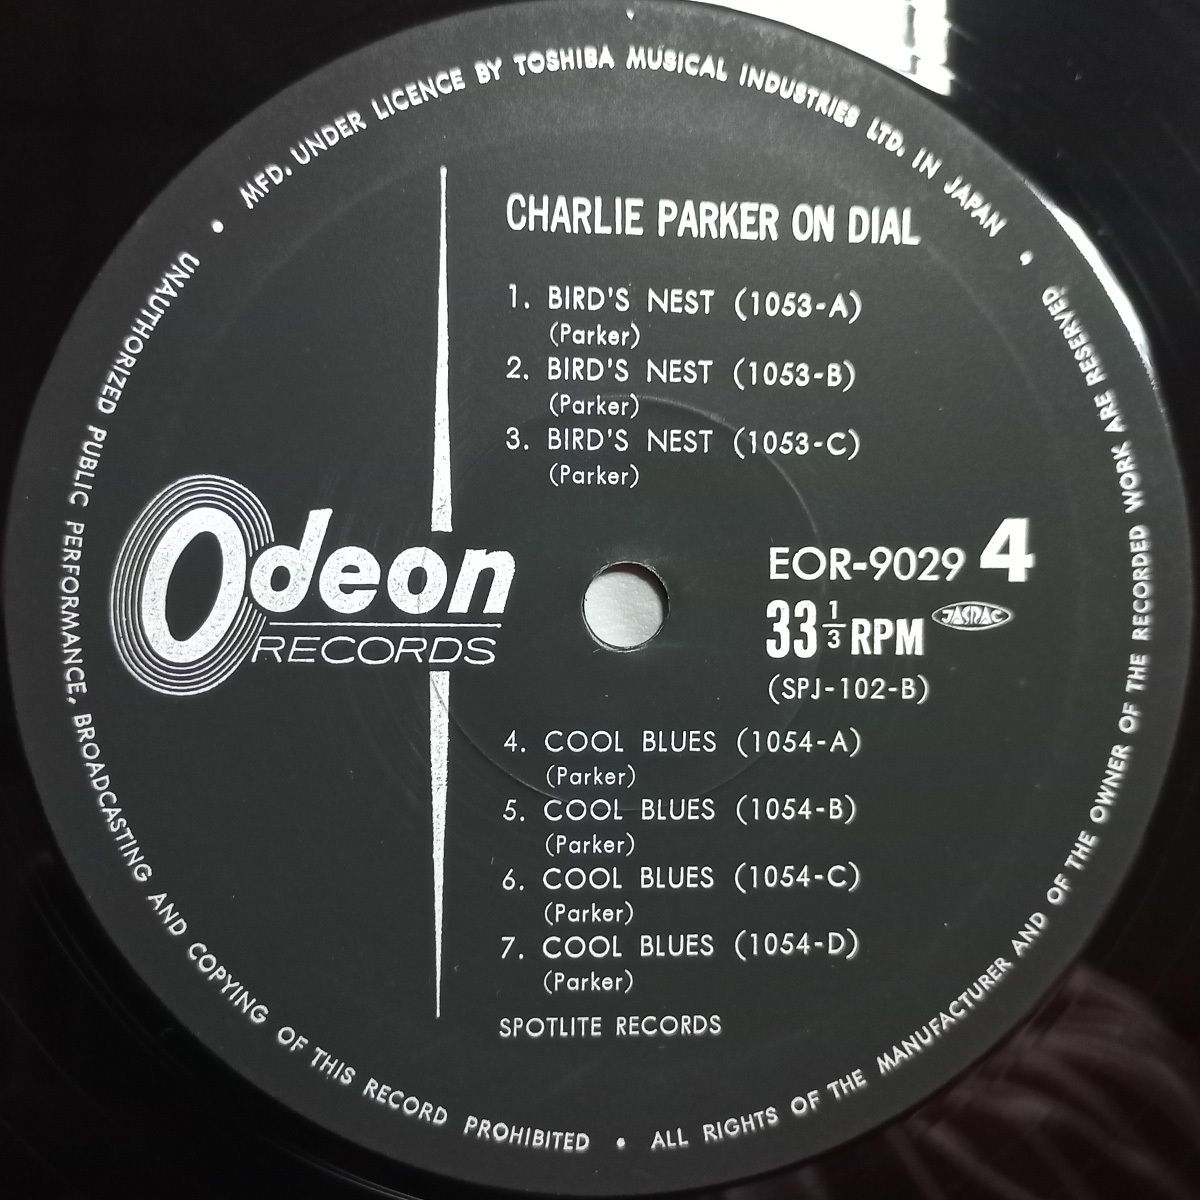 MFD. UNDER LICENCE BY TOSHIBA MUSICAL INDUSTRIES LTD. IN JAPAN •
CHARLIE PARKER ON DIAL
1. BIRD'S NEST (1053-A)
(Parker)
2. BIRD'S NEST (1053-B)
(Parker)
3. BIRD'S NEST (1053-C)
(Parker)
Odeon
RECORDS
EOR-9029 4
33 1/3 RPM JASRAC
(SPJ-102-B)
4. COOL BLUES (1054-A)
(Parker)
5. COOL BLUES (1054-B)
(Parker)
6. COOL BLUES (1054-C)
(Parker)
7. COOL BLUES (1054-D)
(Parker)
SPOTLITE RECORDS
UNAUTHORIZED PUBLIC PERFORMANCE, BROADCASTING AND COPYING OF THIS RECORD PROHIBITED •
ALL RIGHTS OF THE MANUFACTURER AND OF THE OWNER OF THE RECORDED WORK ARE RESERVED.